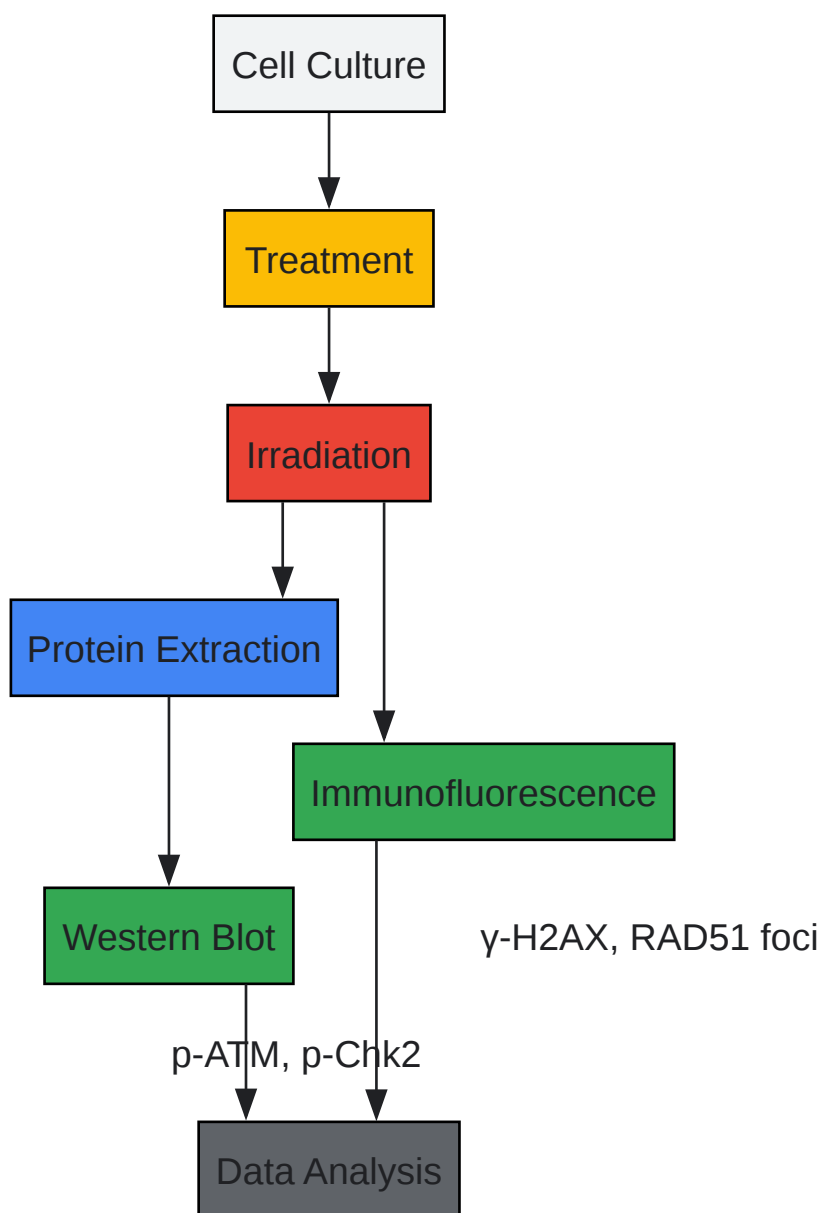 Cell Culture
Treatment
Irradiation
Protein Extraction
Immunofluorescence
Western Blot
γ-H2AX, RAD51 foci
p-ATM, p-Chk2
Data Analysis